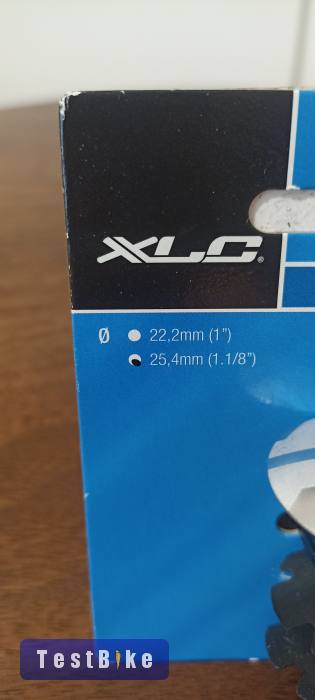 XLC®
Ø 22,2mm (1")
25,4mm (1.1/8")
TestBike